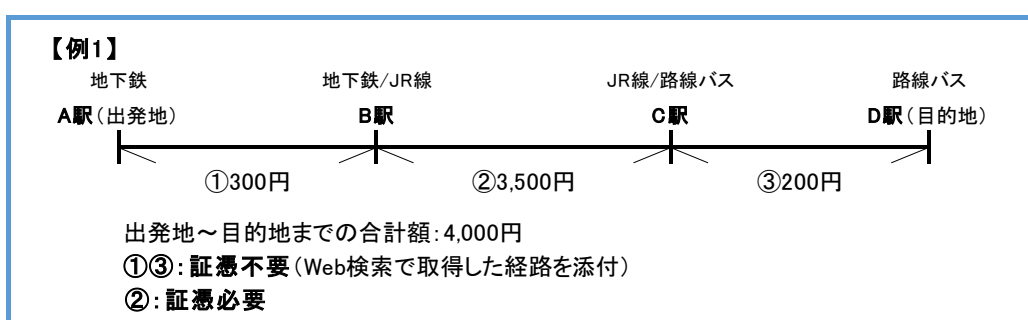 【例1】
地下鉄 地下鉄/JR線 JR線/路線バス 路線バス
A駅(出発地) B駅 C駅 D駅(目的地)
①300円 ②3,500円 ③200円
出発地～目的地までの合計額:4,000円
①③:証憑不要(Web検索で取得した経路を添付)
②:証憑必要